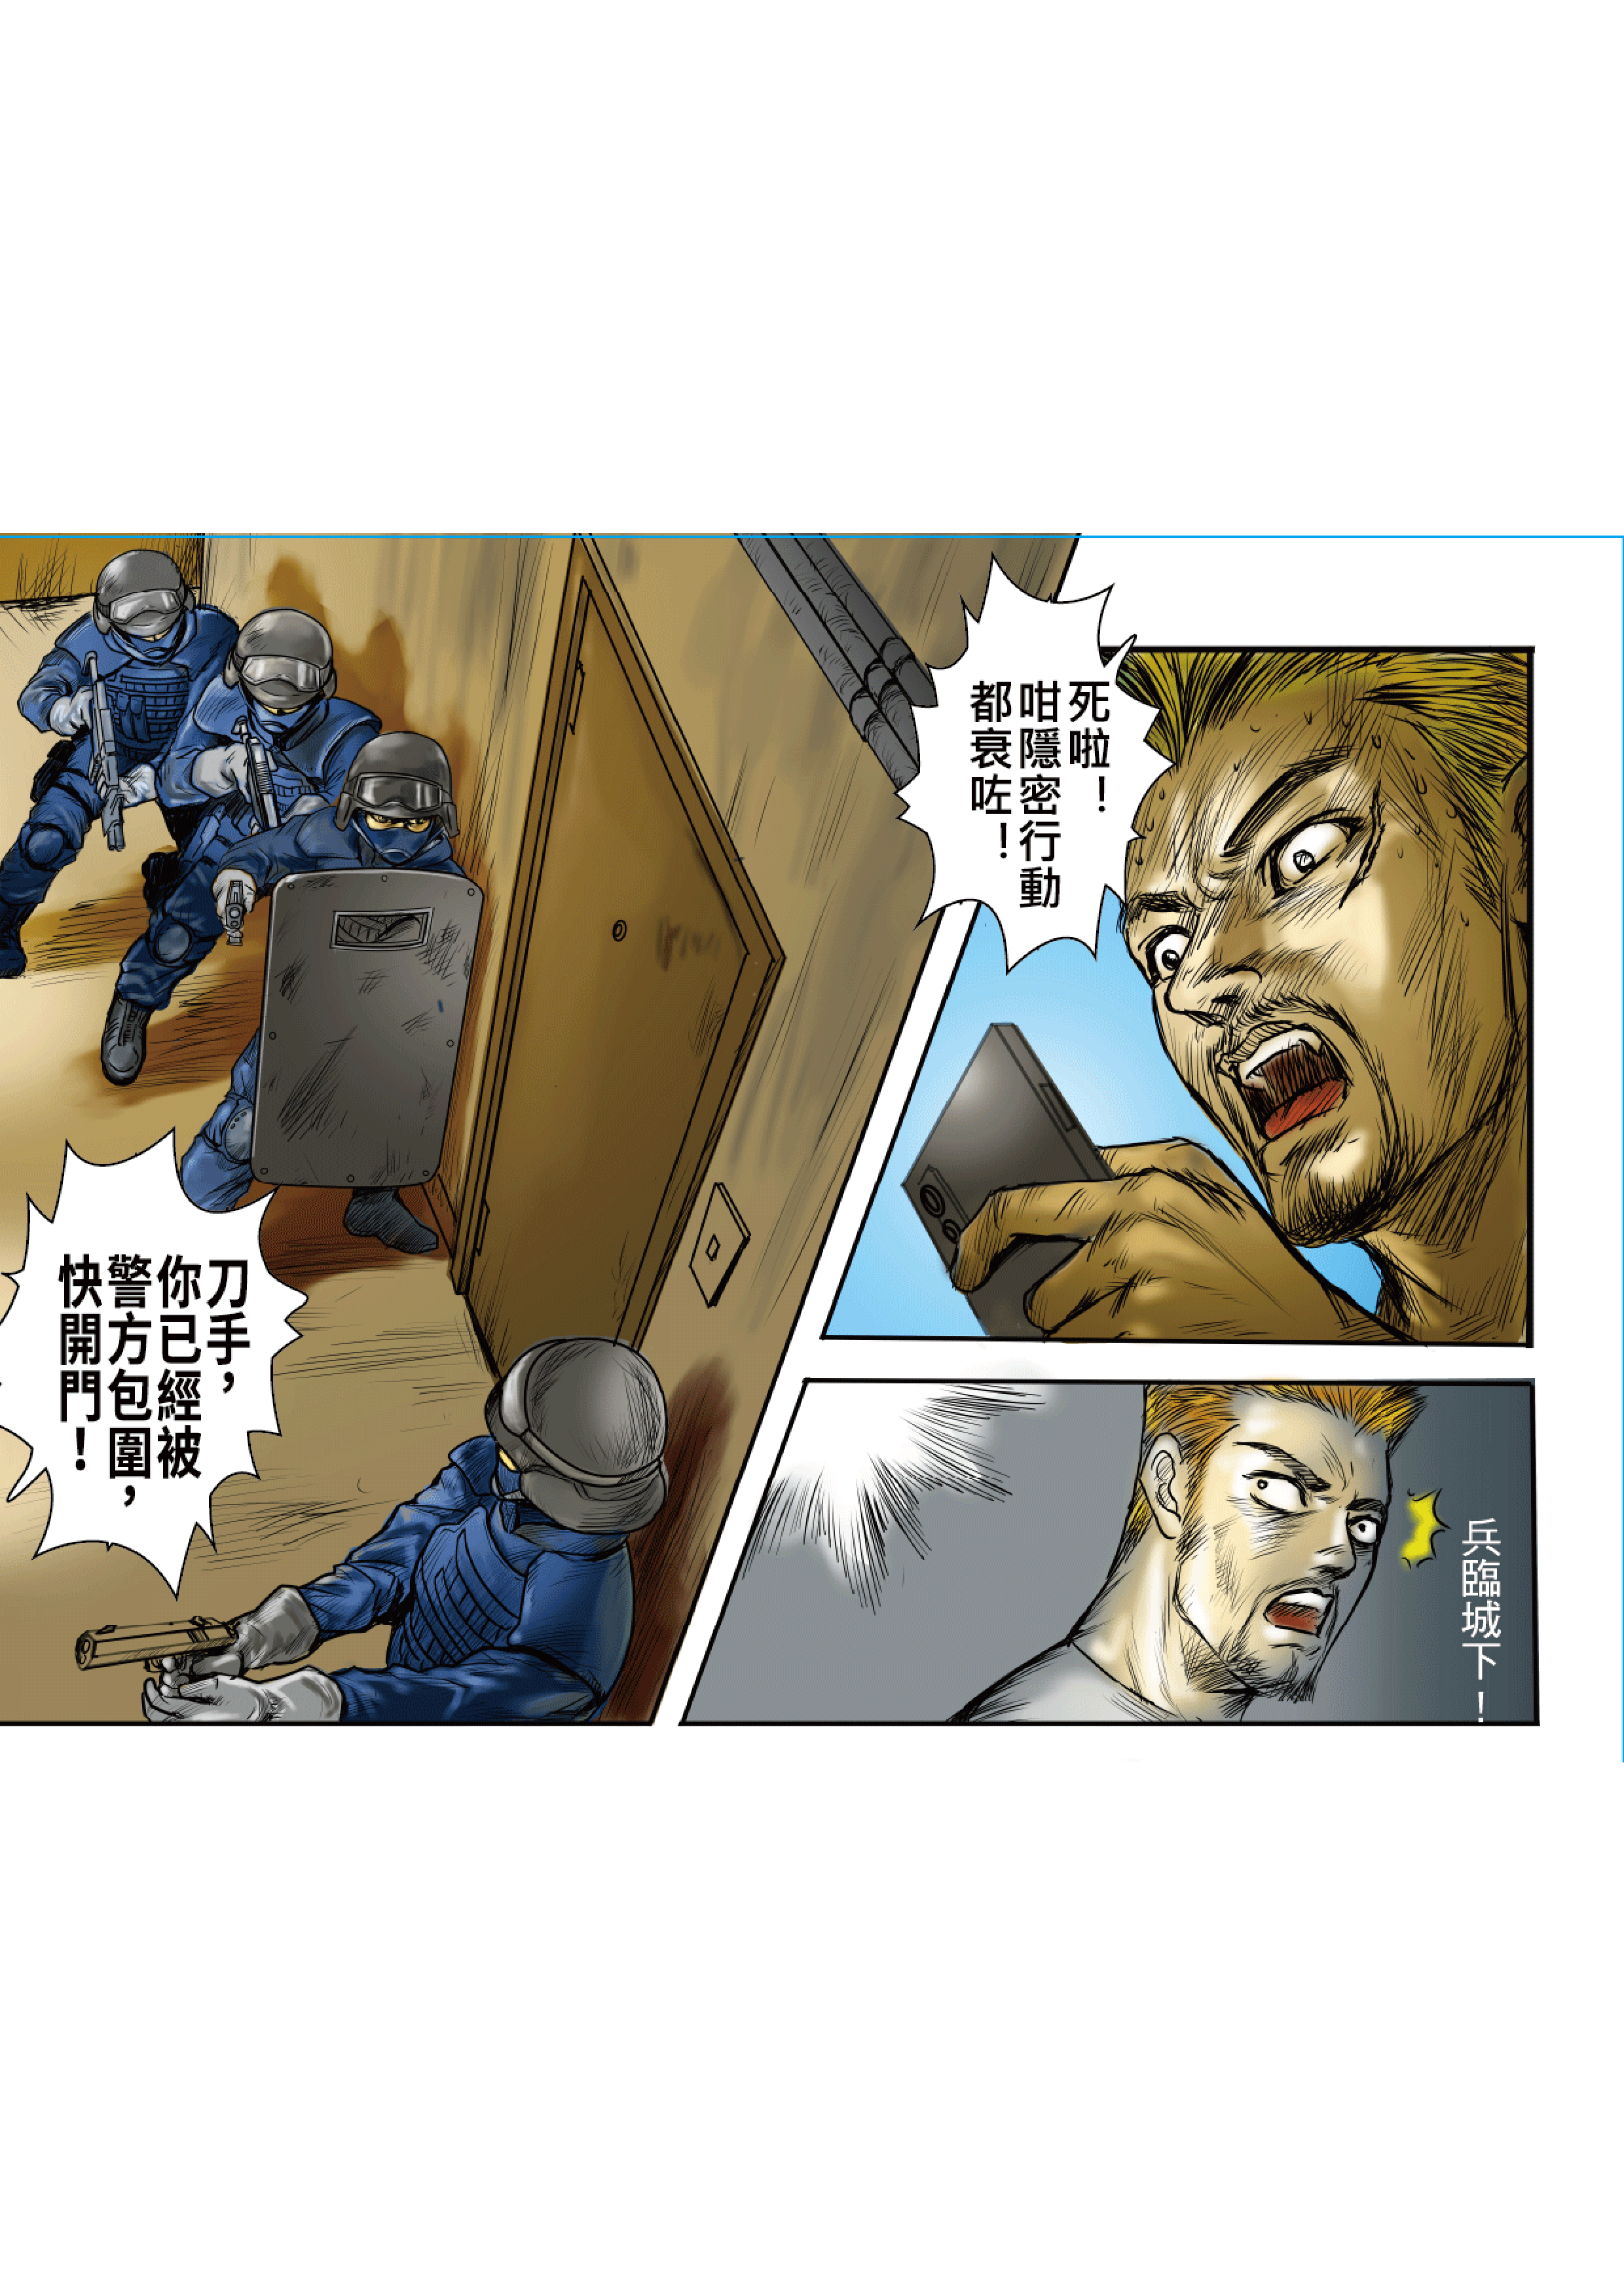 死啦！
咁隱密行動
都衰咗！
兵臨城下！
刀手，
你已經被
警方包圍，
快開門！